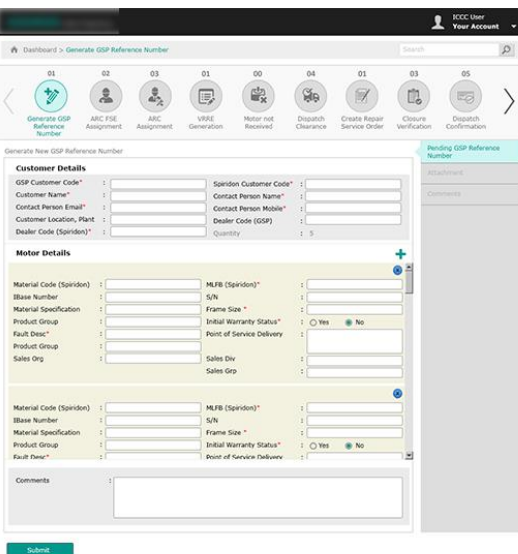 ICCC User
Your Account
Dashboard > Generate GSP Reference Number
Search
01 02 03 01 00 04 01 03 05
Generate GSP Reference Number
ARC FSE Assignment
ARC Assignment
VRRE Generation
Motor not Received
Dispatch Clearance
Create Repair Service Order
Closure Verification
Dispatch Confirmation
Generate New GSP Reference Number
Pending GSP Reference Number
Attachment
Comments
Customer Details
GSP Customer Code* : Spiridon Customer Code* :
Customer Name* : Contact Person Name* :
Contact Person Email* : Contact Person Mobile* :
Customer Location, Plant : Dealer Code (GSP) :
Dealer Code (Spiridon)* : Quantity : 5
Motor Details
Material Code (Spiridon) : MLFB (Spiridon)* :
IBase Number : S/N :
Material Specification : Frame Size * :
Product Group : Initial Warranty Status* : Yes No
Fault Desc* : Point of Service Delivery :
Product Group :
Sales Org : Sales Div :
Sales Grp :
Material Code (Spiridon) : MLFB (Spiridon)* :
IBase Number : S/N :
Material Specification : Frame Size * :
Product Group : Initial Warranty Status* : Yes No
Fault Desc* : Point of Service Delivery :
Comments :
Submit